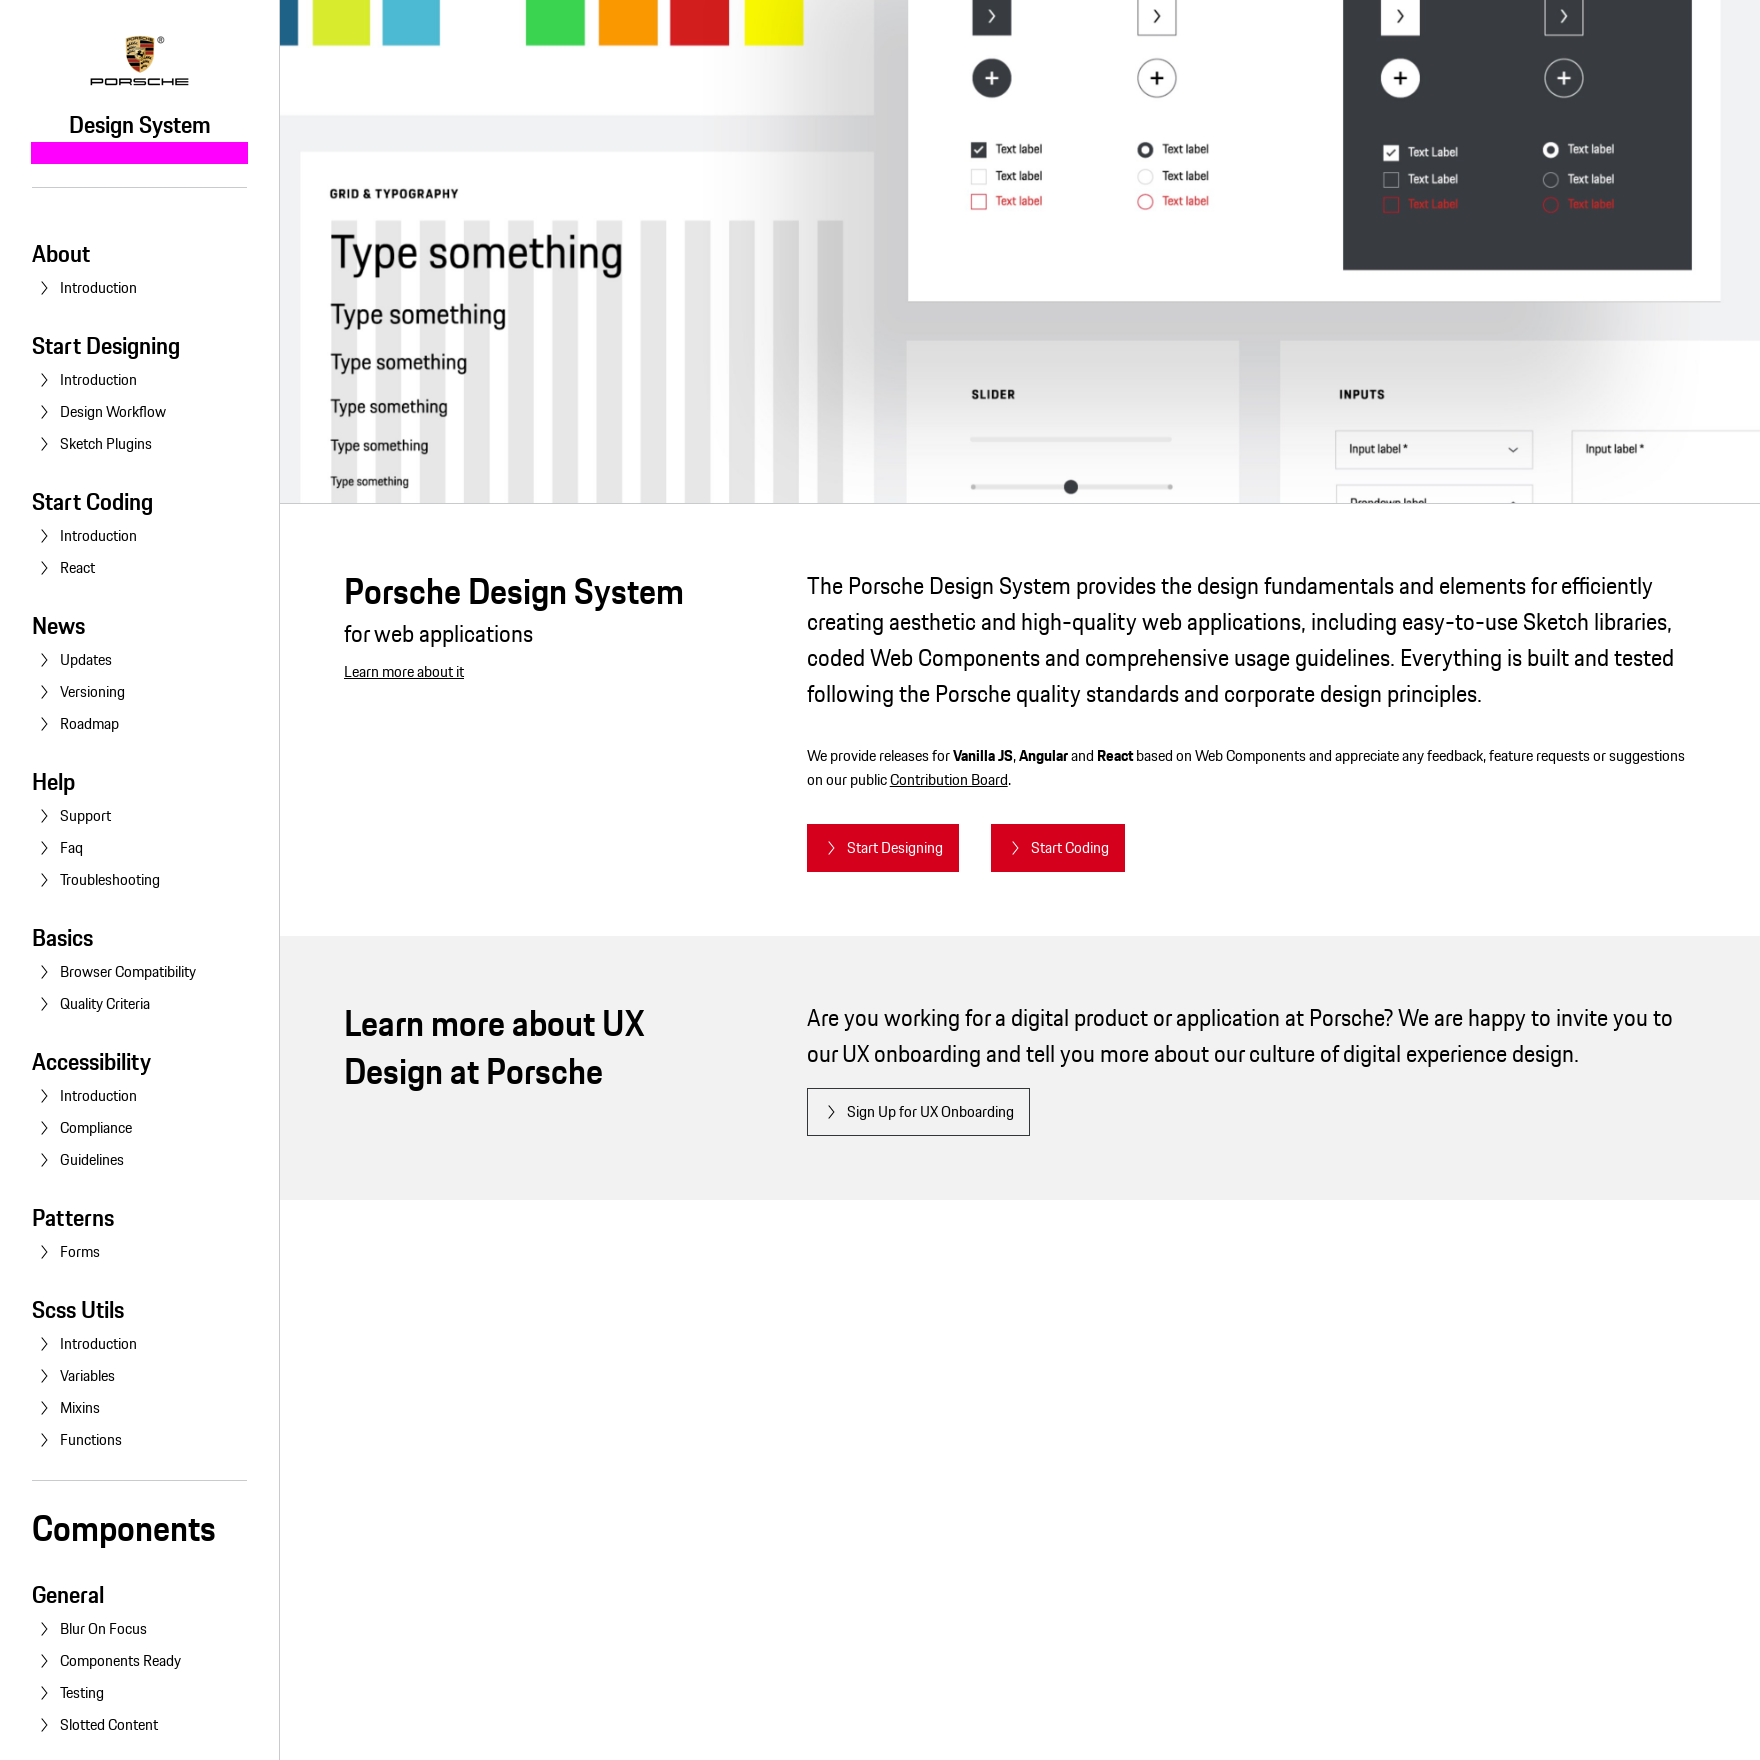 PORSCHE
®
Design System
About
Introduction
Start Designing
Introduction
Design Workflow
Sketch Plugins
Start Coding
Introduction
React
News
Updates
Versioning
Roadmap
Help
Support
Faq
Troubleshooting
Basics
Browser Compatibility
Quality Criteria
Accessibility
Introduction
Compliance
Guidelines
Patterns
Forms
Scss Utils
Introduction
Variables
Mixins
Functions
Components
General
Blur On Focus
Components Ready
Testing
Slotted Content
GRID & TYPOGRAPHY
Type something
Type something
Type something
Type something
Type something
Type something
Text label
Text label
Text label
Text label
Text label
Text label
Text Label
Text Label
Text Label
Text label
Text label
Text label
SLIDER
INPUTS
Input label *
Input label *
Dropdown label
Porsche Design System
for web applications
Learn more about it
The Porsche Design System provides the design fundamentals and elements for efficiently
creating aesthetic and high-quality web applications, including easy-to-use Sketch libraries,
coded Web Components and comprehensive usage guidelines. Everything is built and tested
following the Porsche quality standards and corporate design principles.
We provide releases for Vanilla JS, Angular and React based on Web Components and appreciate any feedback, feature requests or suggestions
on our public Contribution Board.
Start Designing
Start Coding
Learn more about UX
Design at Porsche
Are you working for a digital product or application at Porsche? We are happy to invite you to
our UX onboarding and tell you more about our culture of digital experience design.
Sign Up for UX Onboarding